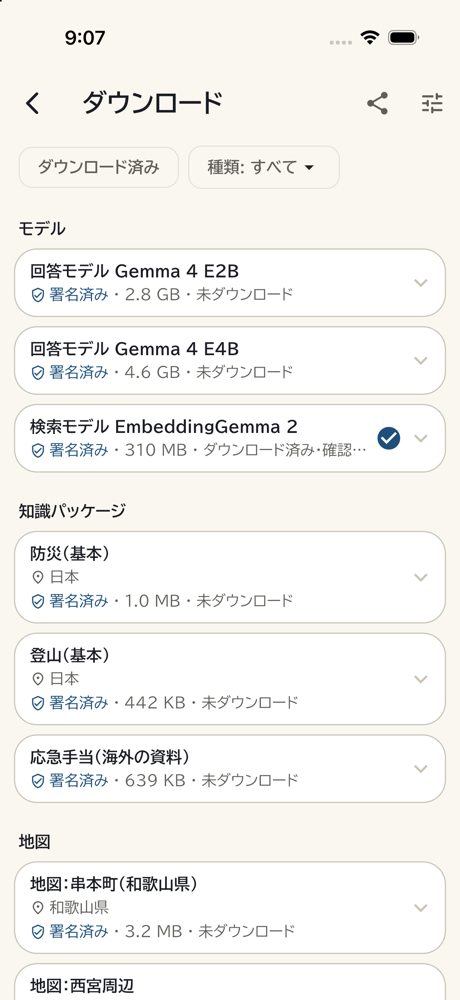 9:07
ダウンロード
ダウンロード済み
種類: すべて
モデル
回答モデル Gemma 4 E2B
署名済み・2.8 GB・未ダウンロード
回答モデル Gemma 4 E4B
署名済み・4.6 GB・未ダウンロード
検索モデル EmbeddingGemma 2
署名済み・310 MB・ダウンロード済み・確認…
知識パッケージ
防災（基本）
日本
署名済み・1.0 MB・未ダウンロード
登山（基本）
日本
署名済み・442 KB・未ダウンロード
応急手当（海外の資料）
署名済み・639 KB・未ダウンロード
地図
地図：串本町（和歌山県）
和歌山県
署名済み・3.2 MB・未ダウンロード
地図：西宮周辺